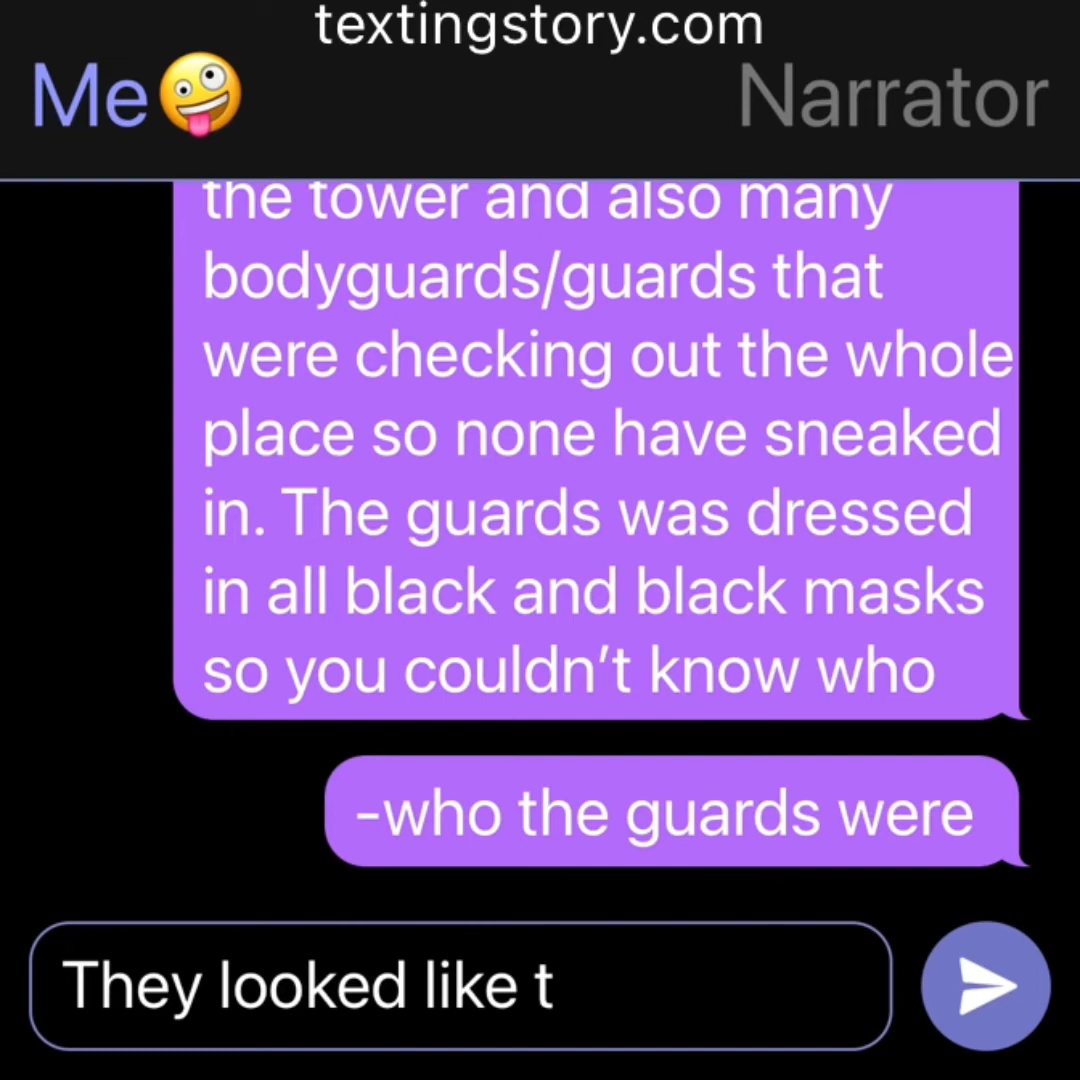 textingstory.com
Me🤪 Narrator
the tower and also many
bodyguards/guards that
were checking out the whole
place so none have sneaked
in. The guards was dressed
in all black and black masks
so you couldn’t know who
-who the guards were
They looked like t